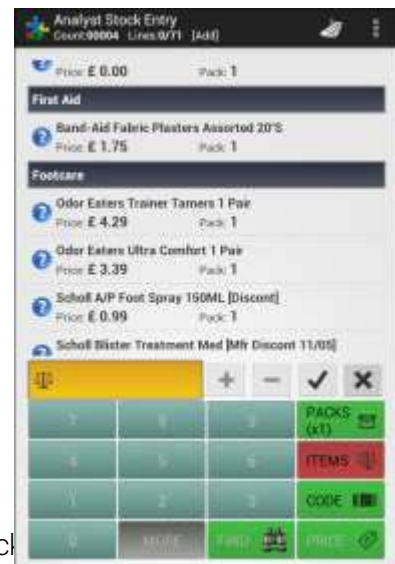 Analyst Stock Entry
Count:00004 Lines:0/71 [Add]
Price: £ 0.00 Pack: 1
First Aid
Band-Aid Fabric Plasters Assorted 20'S
Price: £ 1.75 Pack: 1
Footcare
Odor Eaters Trainer Tamers 1 Pair
Price: £ 4.29 Pack: 1
Odor Eaters Ultra Comfort 1 Pair
Price: £ 3.39 Pack: 1
Scholl A/P Foot Spray 150ML [Discont]
Price: £ 0.99 Pack: 1
Scholl Blister Treatment Med [Mfr Discont 11/05]
+ −
7 8 9 PACKS (x1)
4 5 6 ITEMS
1 2 3 CODE
0 MORE FIND PRICE